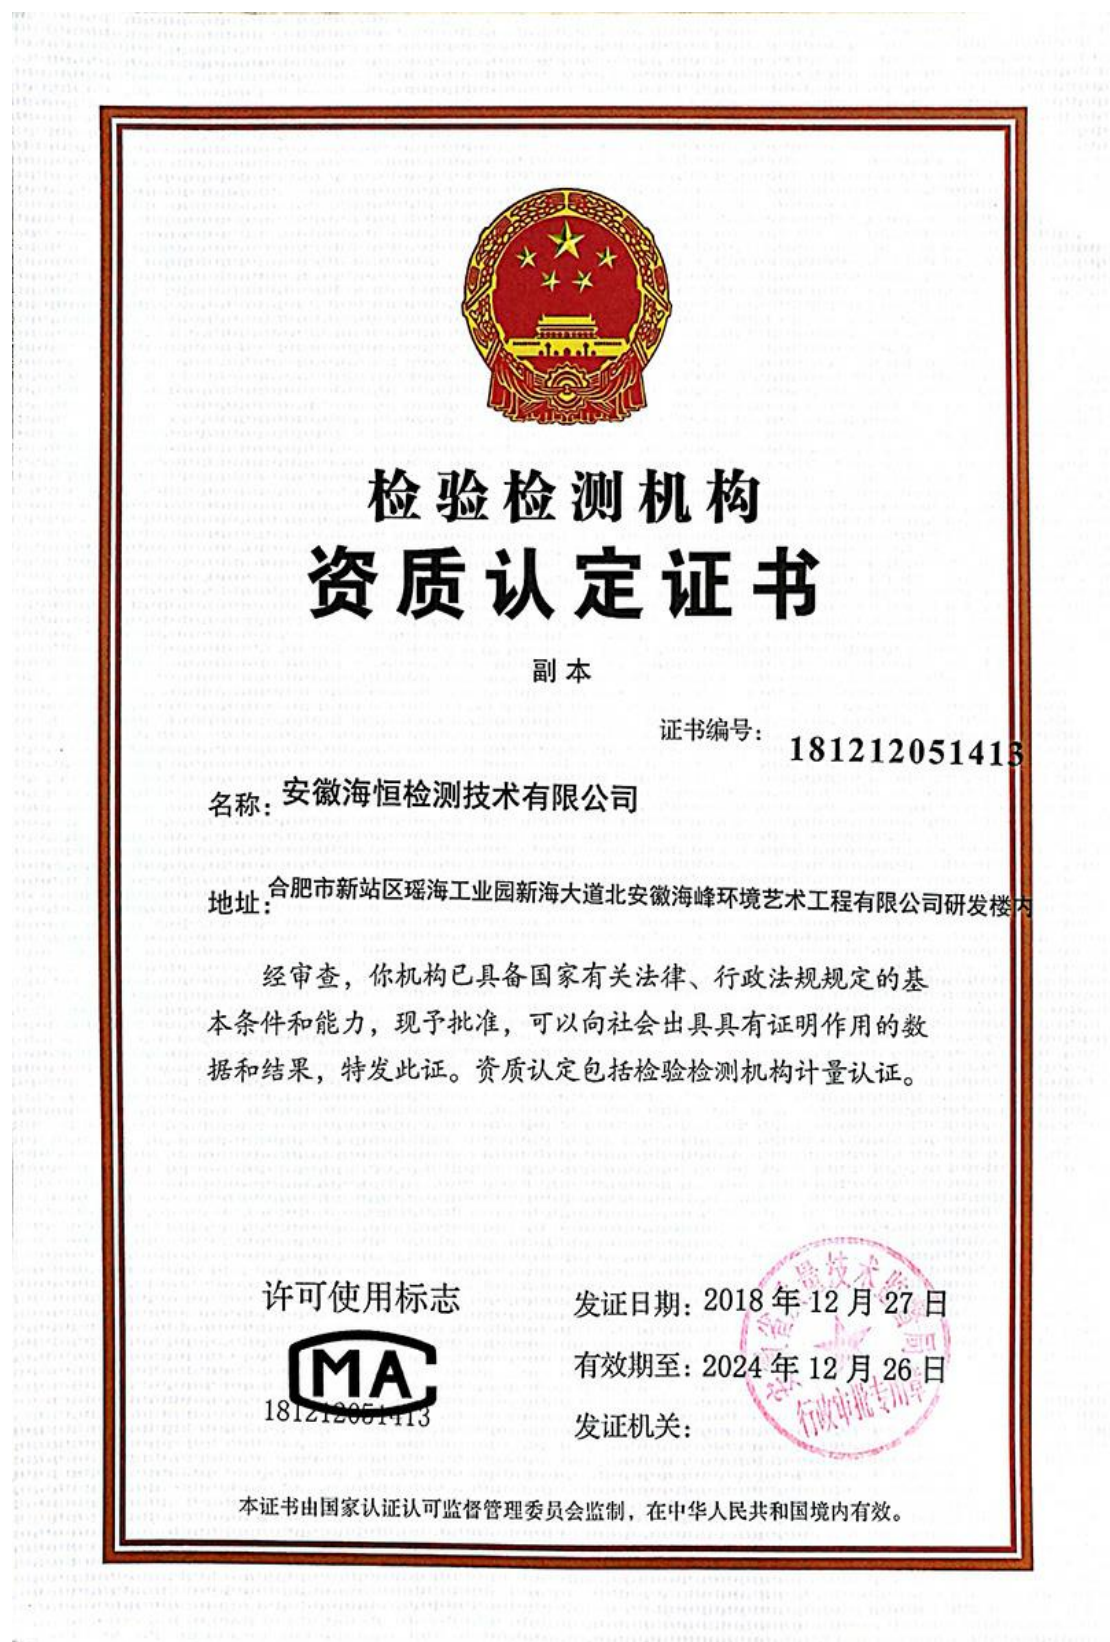 检验检测机构
资质认定证书
副本
证书编号：181212051413
名称：安徽海恒检测技术有限公司
地址：合肥市新站区瑶海工业园新海大道北安徽海峰环境艺术工程有限公司研发楼内
经审查，你机构已具备国家有关法律、行政法规规定的基
本条件和能力，现予批准，可以向社会出具具有证明作用的数
据和结果，特发此证。资质认定包括检验检测机构计量认证。
许可使用标志
MA
181212051413
发证日期：2018年12月27日
有效期至：2024年12月26日
发证机关：
量技术监督局
行政审批专用章
本证书由国家认证认可监督管理委员会监制，在中华人民共和国境内有效。